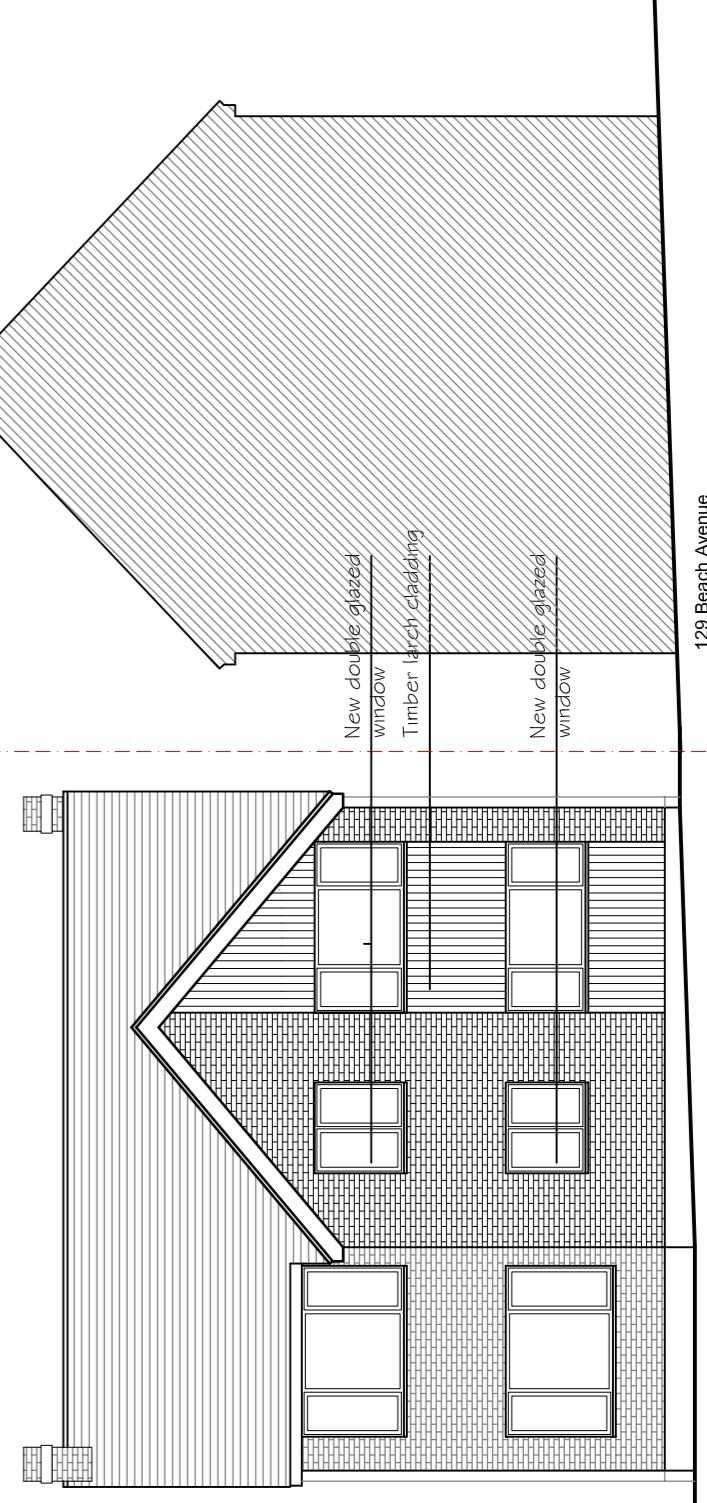 New double glazed
window
Timber larch cladding
New double glazed
window
129 Beach Avenue